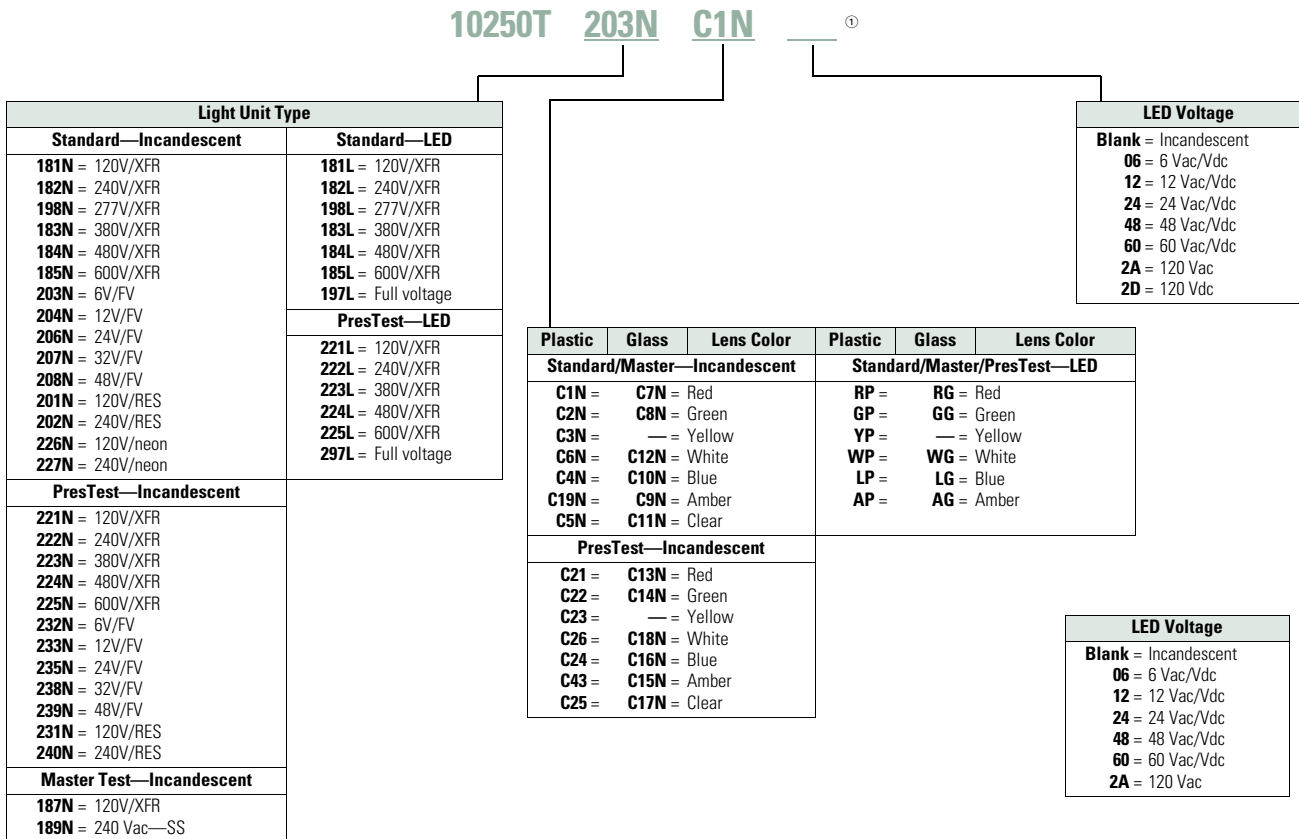 10250T 203N C1N ①
Light Unit Type
Standard—Incandescent
181N = 120V/XFR
182N = 240V/XFR
198N = 277V/XFR
183N = 380V/XFR
184N = 480V/XFR
185N = 600V/XFR
203N = 6V/FV
204N = 12V/FV
206N = 24V/FV
207N = 32V/FV
208N = 48V/FV
201N = 120V/RES
202N = 240V/RES
226N = 120V/neon
227N = 240V/neon
PresTest—Incandescent
221N = 120V/XFR
222N = 240V/XFR
223N = 380V/XFR
224N = 480V/XFR
225N = 600V/XFR
232N = 6V/FV
233N = 12V/FV
235N = 24V/FV
238N = 32V/FV
239N = 48V/FV
231N = 120V/RES
240N = 240V/RES
Master Test—Incandescent
187N = 120V/XFR
189N = 240 Vac—SS
Standard—LED
181L = 120V/XFR
182L = 240V/XFR
198L = 277V/XFR
183L = 380V/XFR
184L = 480V/XFR
185L = 600V/XFR
197L = Full voltage
PresTest—LED
221L = 120V/XFR
222L = 240V/XFR
223L = 380V/XFR
224L = 480V/XFR
225L = 600V/XFR
297L = Full voltage
Plastic Glass Lens Color
Standard/Master—Incandescent
C1N = C7N = Red
C2N = C8N = Green
C3N = — = Yellow
C6N = C12N = White
C4N = C10N = Blue
C19N = C9N = Amber
C5N = C11N = Clear
PresTest—Incandescent
C21 = C13N = Red
C22 = C14N = Green
C23 = — = Yellow
C26 = C18N = White
C24 = C16N = Blue
C43 = C15N = Amber
C25 = C17N = Clear
Plastic Glass Lens Color
Standard/Master/PresTest—LED
RP = RG = Red
GP = GG = Green
YP = — = Yellow
WP = WG = White
LP = LG = Blue
AP = AG = Amber
LED Voltage
Blank = Incandescent
06 = 6 Vac/Vdc
12 = 12 Vac/Vdc
24 = 24 Vac/Vdc
48 = 48 Vac/Vdc
60 = 60 Vac/Vdc
2A = 120 Vac
2D = 120 Vdc
LED Voltage
Blank = Incandescent
06 = 6 Vac/Vdc
12 = 12 Vac/Vdc
24 = 24 Vac/Vdc
48 = 48 Vac/Vdc
60 = 60 Vac/Vdc
2A = 120 Vac